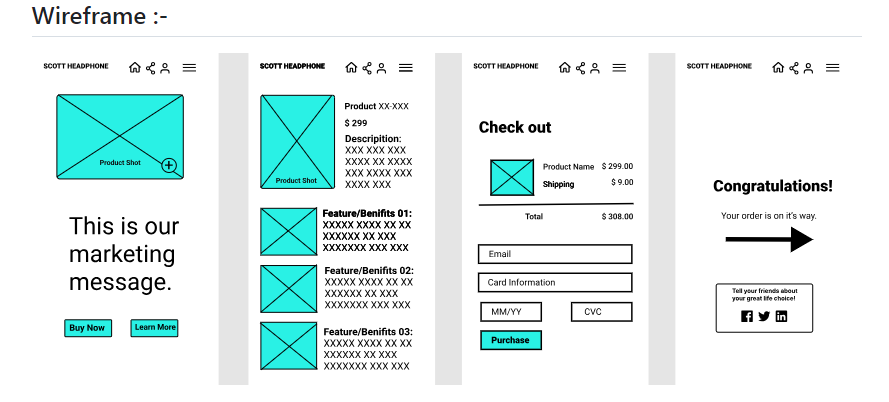 Wireframe :-
SCOTT HEADPHONE
Product Shot
This is our
marketing
message.
Buy Now
Learn More
SCOTT HEADPHONE
Product Shot
Product XX-XXX
$ 299
Descripition:
XXX XXX XXX
XXXX XX XXXX
XXX XXXX XXX
XXXX XXX
Feature/Benifits 01:
XXXXX XXXX XX XX
XXXXXX XX XXX
XXXXXXX XXX XXX
Feature/Benifits 02:
XXXXX XXXX XX XX
XXXXXX XX XXX
XXXXXXX XXX XXX
Feature/Benifits 03:
XXXXX XXXX XX XX
XXXXXX XX XXX
XXXXXXX XXX XXX
SCOTT HEADPHONE
Check out
Product Name $ 299.00
Shipping $ 9.00
Total $ 308.00
Email
Card Information
MM/YY CVC
Purchase
SCOTT HEADPHONE
Congratulations!
Your order is on it's way.
Tell your friends about
your great life choice!